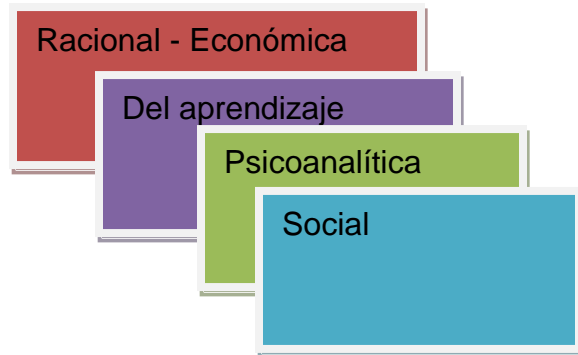 Racional - Económica
Del aprendizaje
Psicoanalítica
Social